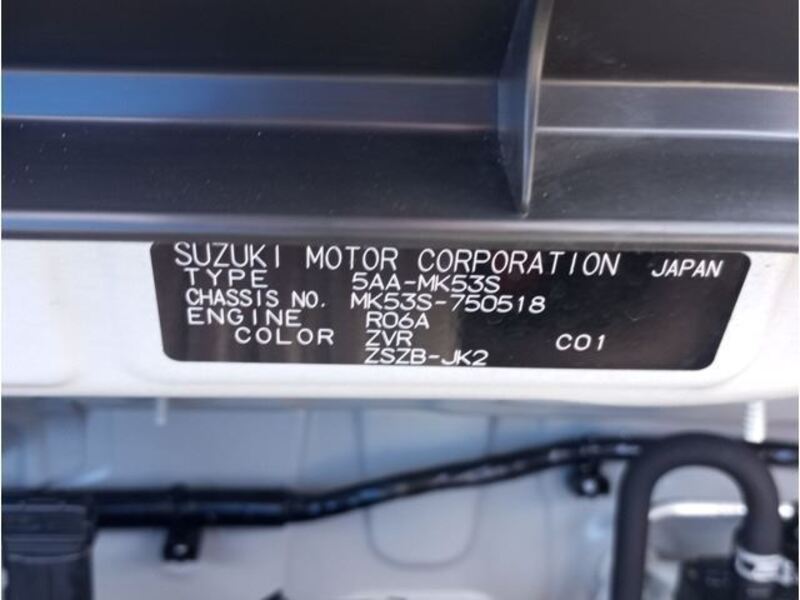 SUZUKI MOTOR CORPORATION JAPAN
TYPE 5AA-MK53S
CHASSIS NO. MK53S-750518
ENGINE R06A
COLOR ZVR C01
ZSZB-JK2